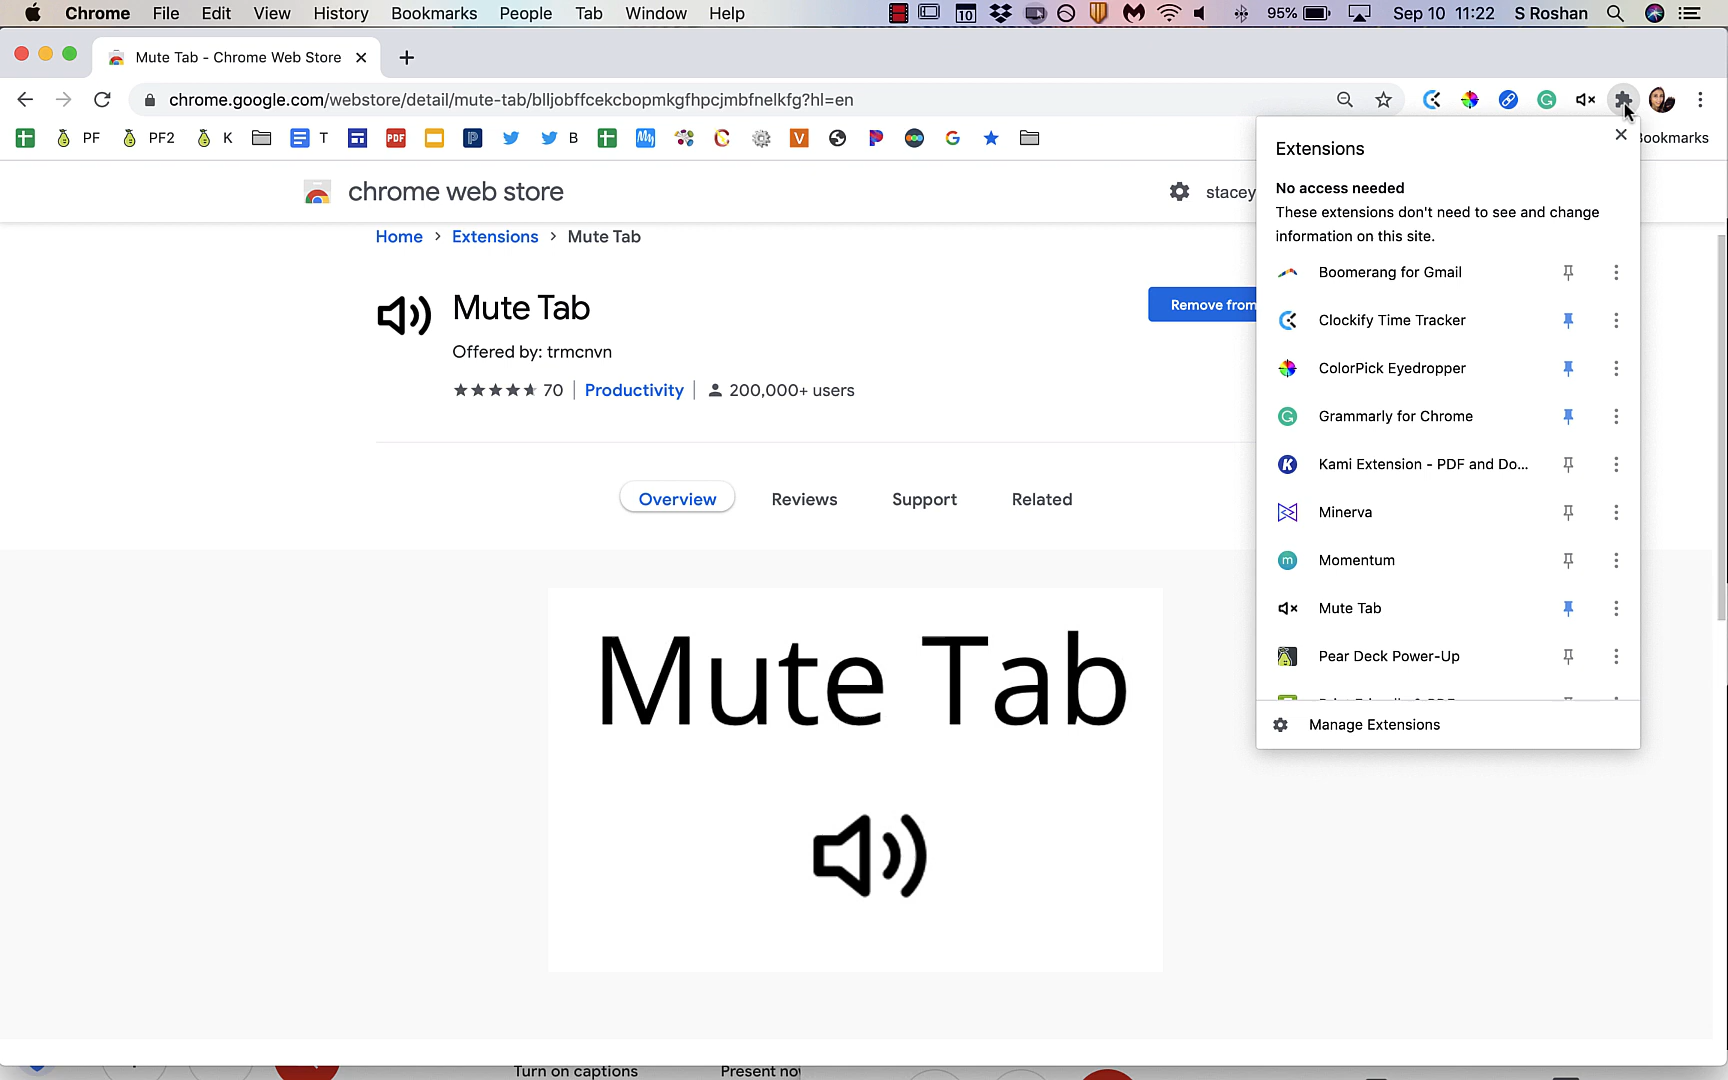 Chrome File Edit View History Bookmarks People Tab Window Help 10 95% Sep 10 11:22 S Roshan
Mute Tab - Chrome Web Store
chrome.google.com/webstore/detail/mute-tab/blljobffcekcbopmkgfhpcjmbfnelkfg?hl=en
PF PF2 K T PDF P B My V G Bookmarks
chrome web store
stacey
Home > Extensions > Mute Tab
Mute Tab
Remove from
Offered by: trmcnvn
70 Productivity 200,000+ users
Overview Reviews Support Related
Mute Tab
Extensions
No access needed
These extensions don't need to see and change
information on this site.
Boomerang for Gmail
Clockify Time Tracker
ColorPick Eyedropper
Grammarly for Chrome
Kami Extension - PDF and Do...
Minerva
Momentum
Mute Tab
Pear Deck Power-Up
Manage Extensions
Turn on captions Present no